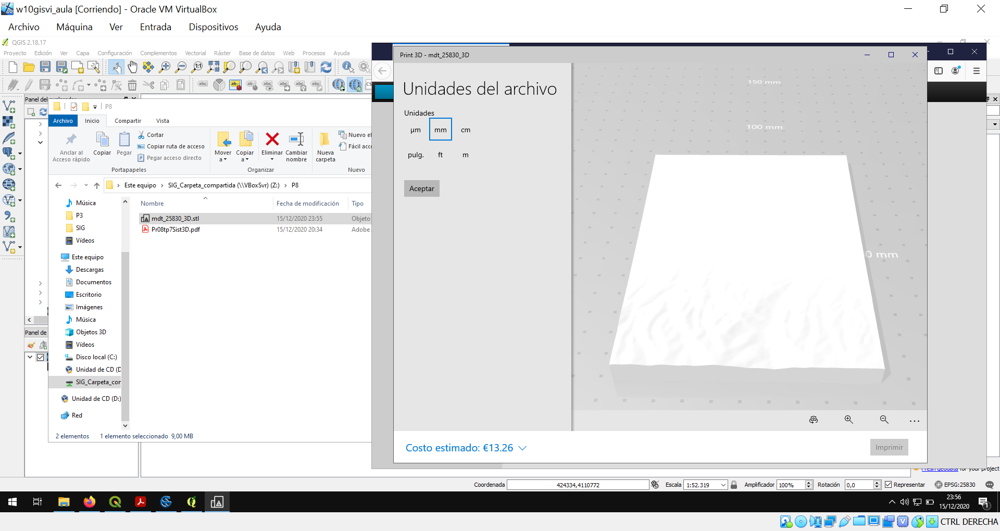 w10gisvi_aula [Corriendo] - Oracle VM VirtualBox
Archivo Máquina Ver Entrada Dispositivos Ayuda
QGIS 2.18.17
Proyecto Edición Ver Capa Configuración Complementos Vectorial Ráster Base de datos Web Procesos Ayuda
Print 3D - mdt_25830_3D
Unidades del archivo
Unidades
µm mm cm
pulg. ft m
Aceptar
150 mm
100 mm
0 mm
Costo estimado: €13.26
Imprimir
Panel del
P8
Archivo Inicio Compartir Vista
Anclar al Acceso rápido
Copiar
Pegar
Cortar
Copiar ruta de acceso
Pegar acceso directo
Portapapeles
Mover a
Copiar a
Eliminar
Cambiar nombre
Organizar
Nueva carpeta
Nuevo el
Fácil acce
Nuevo
Este equipo > SIG_Carpeta_compartida (\\VBoxSvr) (Z:) > P8
Nombre Fecha de modificación Tipo
mdt_25830_3D.stl 15/12/2020 23:55 Objeto
Pr08tp7Sist3D.pdf 15/12/2020 20:34 Adobe
Música
P3
SIG
Vídeos
Este equipo
Descargas
Documentos
Escritorio
Imágenes
Música
Objetos 3D
Vídeos
Disco local (C:)
Unidad de CD (D
SIG_Carpeta_cor
Unidad de CD (D:)
Red
2 elementos 1 elemento seleccionado 9,00 MB
Panel de
Fresh geodata for your project
Coordenada 424334,4110772 Escala 1:52.319 Amplificador 100% Rotación 0,0 Representar EPSG:25830
23:56
15/12/2020
1
CTRL DERECHA